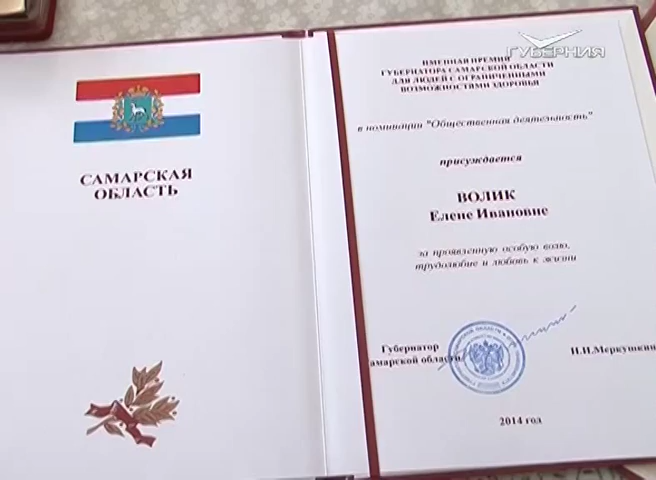 ГУБЕРНИЯ
САМАРСКАЯ
ОБЛАСТЬ
ИМЕННАЯ ПРЕМИЯ
ГУБЕРНАТОРА САМАРСКОЙ ОБЛАСТИ
ДЛЯ ЛЮДЕЙ С ОГРАНИЧЕННЫМИ
ВОЗМОЖНОСТЯМИ ЗДОРОВЬЯ
в номинации "Общественная деятельность"
присуждается
ВОЛИК
Елене Ивановне
за проявленную особую волю,
трудолюбие и любовь к жизни
Губернатор
амарской области
Н.И.Меркушкин
2014 год